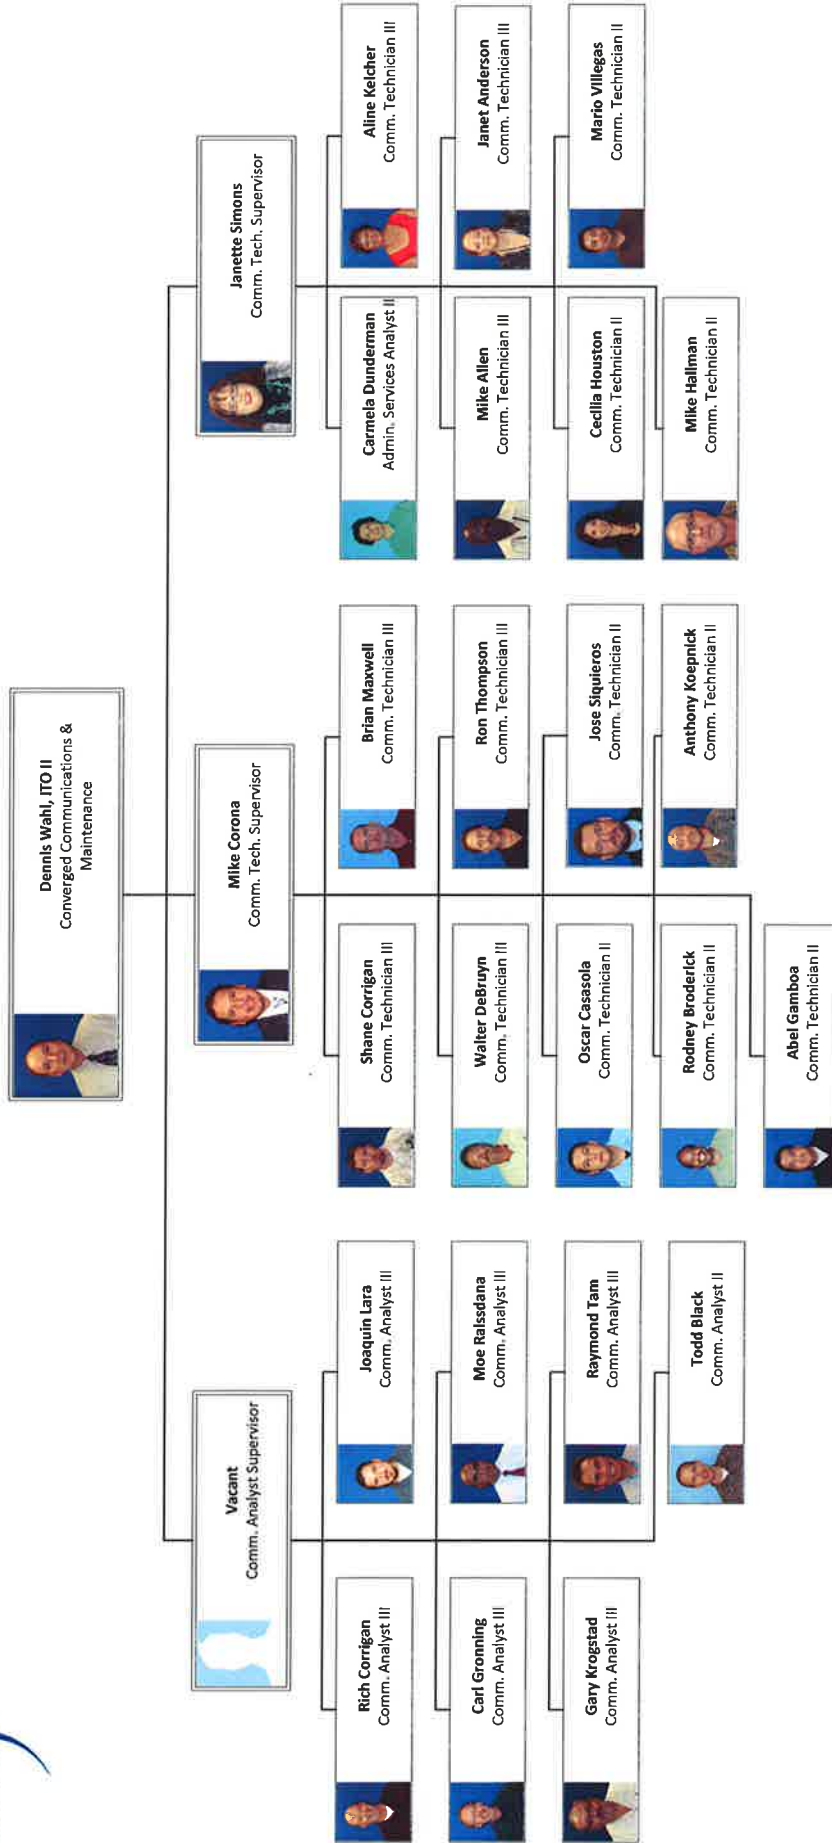 Dennis Wahl, ITO II
Converged Communications &
Maintenance
Vacant
Comm. Analyst Supervisor
Mike Corona
Comm. Tech. Supervisor
Janette Simons
Comm. Tech. Supervisor
Rich Corrigan
Comm. Analyst III
Joaquin Lara
Comm. Analyst III
Carl Gronning
Comm. Analyst III
Moe Raissdana
Comm. Analyst III
Gary Krogstad
Comm. Analyst III
Raymond Tam
Comm. Analyst III
Todd Black
Comm. Analyst II
Shane Corrigan
Comm. Technician III
Brian Maxwell
Comm. Technician III
Walter DeBruyn
Comm. Technician III
Ron Thompson
Comm. Technician III
Oscar Casasola
Comm. Technician II
Jose Siquieros
Comm. Technician II
Rodney Broderick
Comm. Technician II
Anthony Koepnick
Comm. Technician II
Abel Gamboa
Comm. Technician II
Carmela Dunderman
Admin. Services Analyst II
Aline Kelcher
Comm. Technician III
Mike Allen
Comm. Technician III
Janet Anderson
Comm. Technician III
Cecilia Houston
Comm. Technician II
Mario Villegas
Comm. Technician II
Mike Hallman
Comm. Technician II